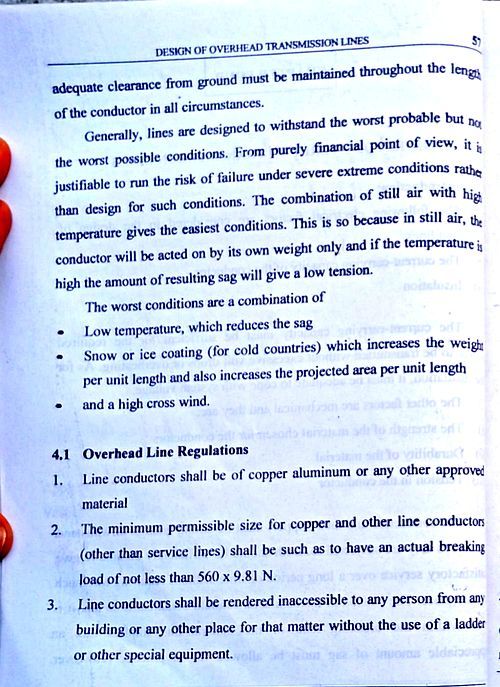 DESIGN OF OVERHEAD TRANSMISSION LINES 57
adequate clearance from ground must be maintained throughout the length
of the conductor in all circumstances.
Generally, lines are designed to withstand the worst probable but not
the worst possible conditions. From purely financial point of view, it is
justifiable to run the risk of failure under severe extreme conditions rather
than design for such conditions. The combination of still air with high
temperature gives the easiest conditions. This is so because in still air, the
conductor will be acted on by its own weight only and if the temperature is
high the amount of resulting sag will give a low tension.
The worst conditions are a combination of
• Low temperature, which reduces the sag
• Snow or ice coating (for cold countries) which increases the weight
per unit length and also increases the projected area per unit length
• and a high cross wind.
4.1 Overhead Line Regulations
1. Line conductors shall be of copper aluminum or any other approved
material
2. The minimum permissible size for copper and other line conductors
(other than service lines) shall be such as to have an actual breaking
load of not less than 560 x 9.81 N.
3. Line conductors shall be rendered inaccessible to any person from any
building or any other place for that matter without the use of a ladder
or other special equipment.